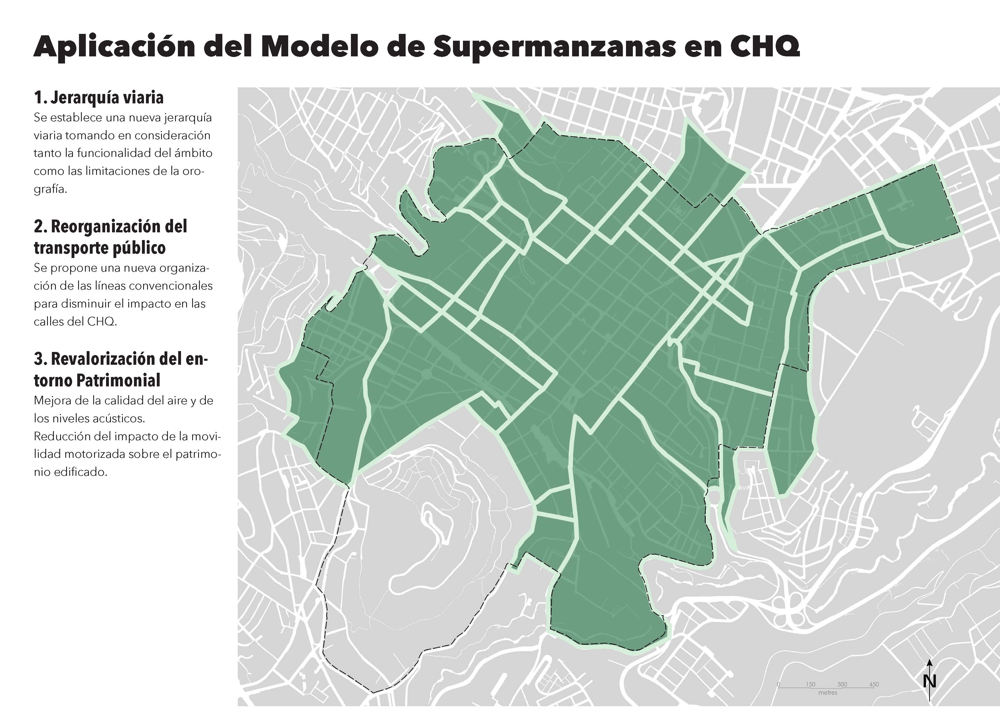 Aplicación del Modelo de Supermanzanas en CHQ
1. Jerarquía viaria
Se establece una nueva jerarquía
viaria tomando en consideración
tanto la funcionalidad del ámbito
como las limitaciones de la oro-
grafía.
2. Reorganización del
transporte público
Se propone una nueva organiza-
ción de las líneas convencionales
para disminuir el impacto en las
calles del CHQ.
3. Revalorización del en-
torno Patrimonial
Mejora de la calidad del aire y de
los niveles acústicos.
Reducción del impacto de la movi-
lidad motorizada sobre el patrimo-
nio edificado.
0 150 300 450
metres
N